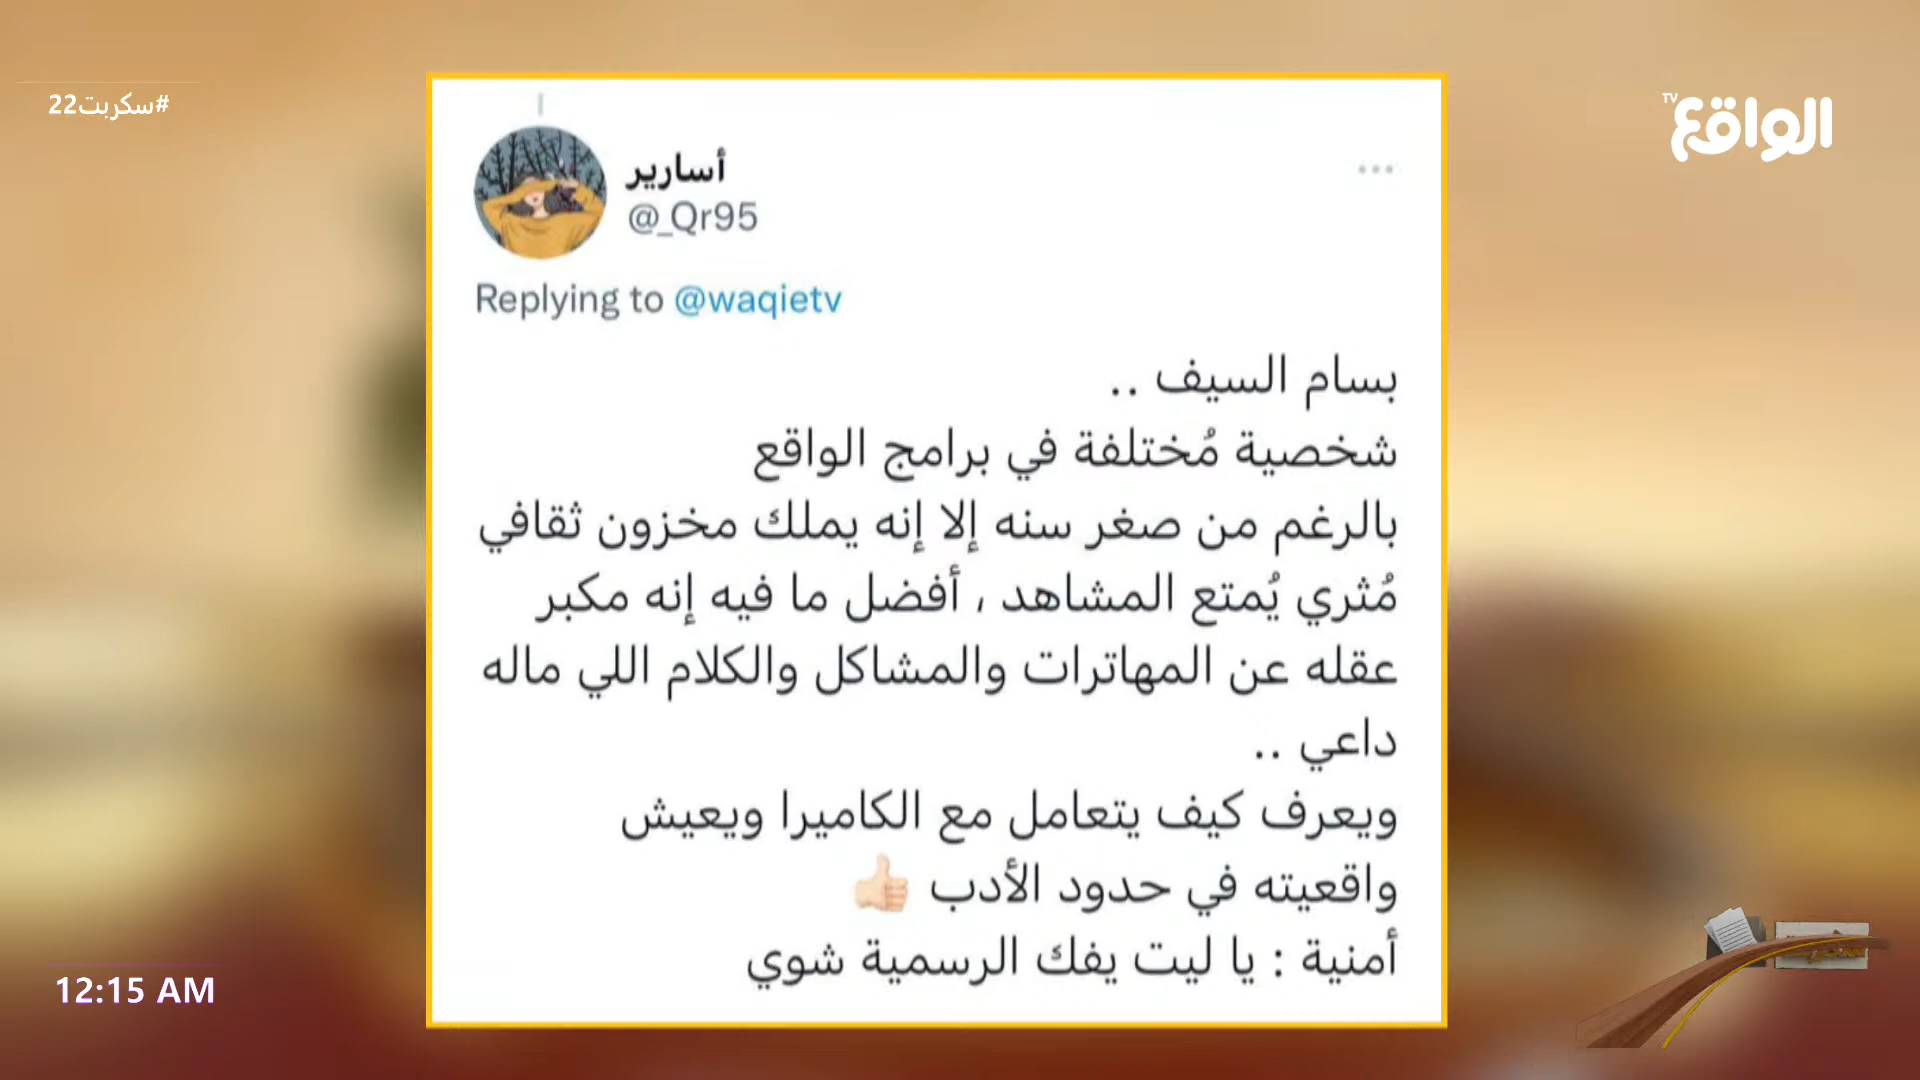 #سكربت22
الواقع TV
أسارير
@_Qr95
Replying to @waqietv
بسام السيف ..
شخصية مُختلفة في برامج الواقع
بالرغم من صغر سنه إلا إنه يملك مخزون ثقافي
مُثري يُمتع المشاهد ، أفضل ما فيه إنه مكبر
عقله عن المهاترات والمشاكل والكلام اللي ماله
داعي ..
ويعرف كيف يتعامل مع الكاميرا ويعيش
واقعيته في حدود الأدب 👍🏻
أمنية : يا ليت يفك الرسمية شوي
12:15 AM